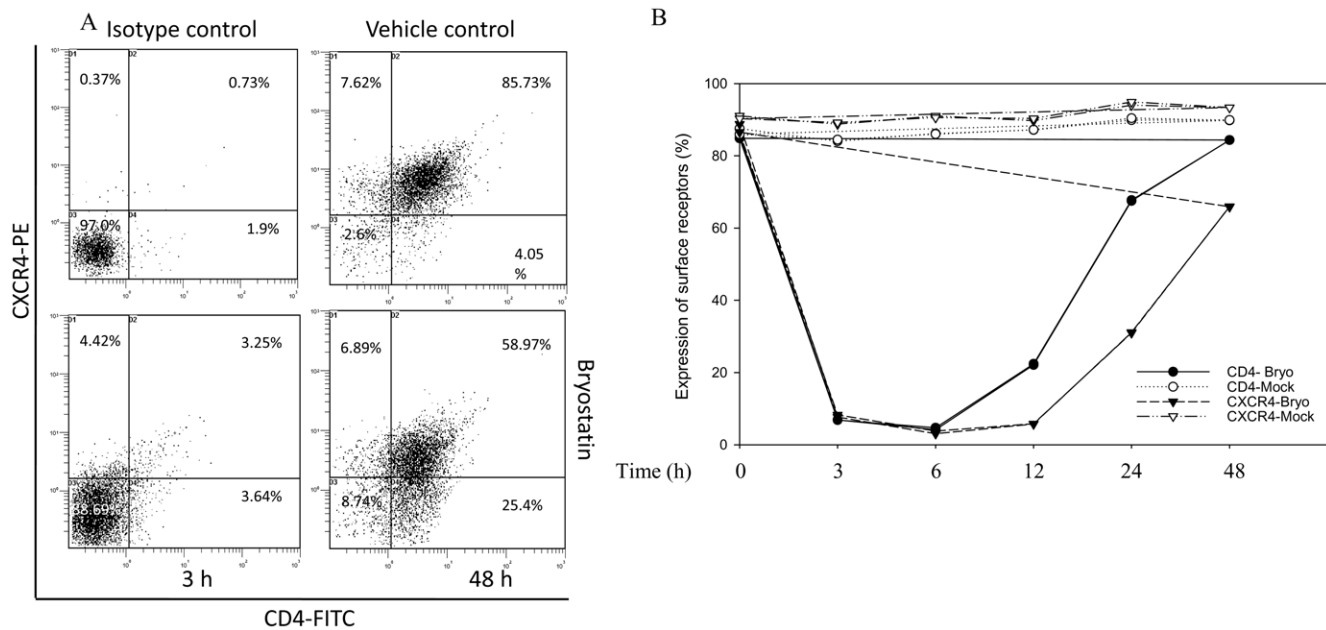 A
Isotype control
Vehicle control
CXCR4-PE
0.37%
0.73%
97.0%
1.9%
7.62%
85.73%
2.6%
4.05
%
4.42%
3.25%
3.64%
6.89%
58.97%
8.74%
25.4%
Bryostatin
3 h
48 h
CD4-FITC
B
Expression of surface receptors (%)
100
80
60
40
20
0
CD4- Bryo
CD4-Mock
CXCR4-Bryo
CXCR4-Mock
Time (h)
0 3 6 12 24 48